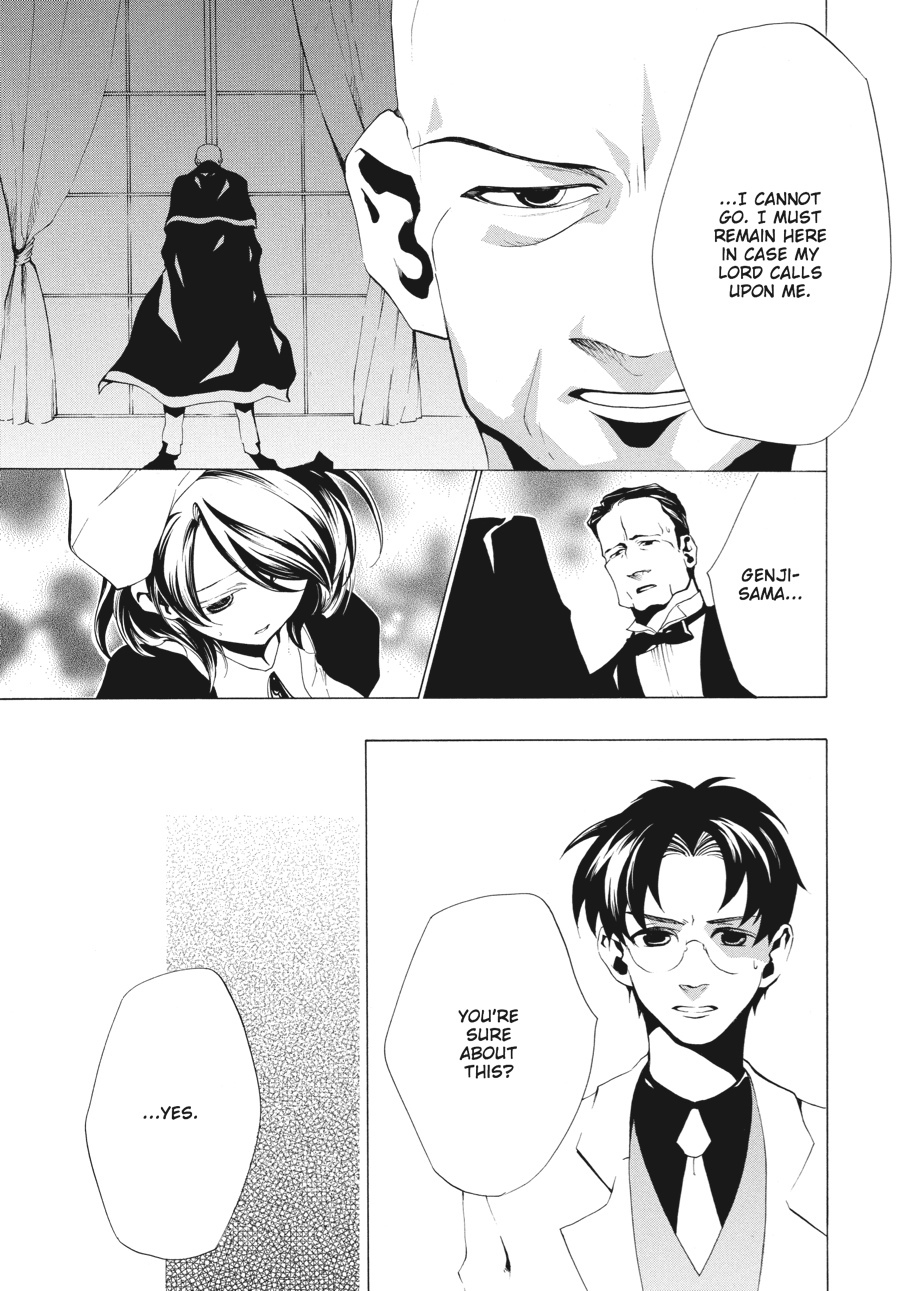 ...I CANNOT
GO. I MUST
REMAIN HERE
IN CASE MY
LORD CALLS
UPON ME.
GENJI-
SAMA...
YOU'RE
SURE
ABOUT
THIS?
...YES.